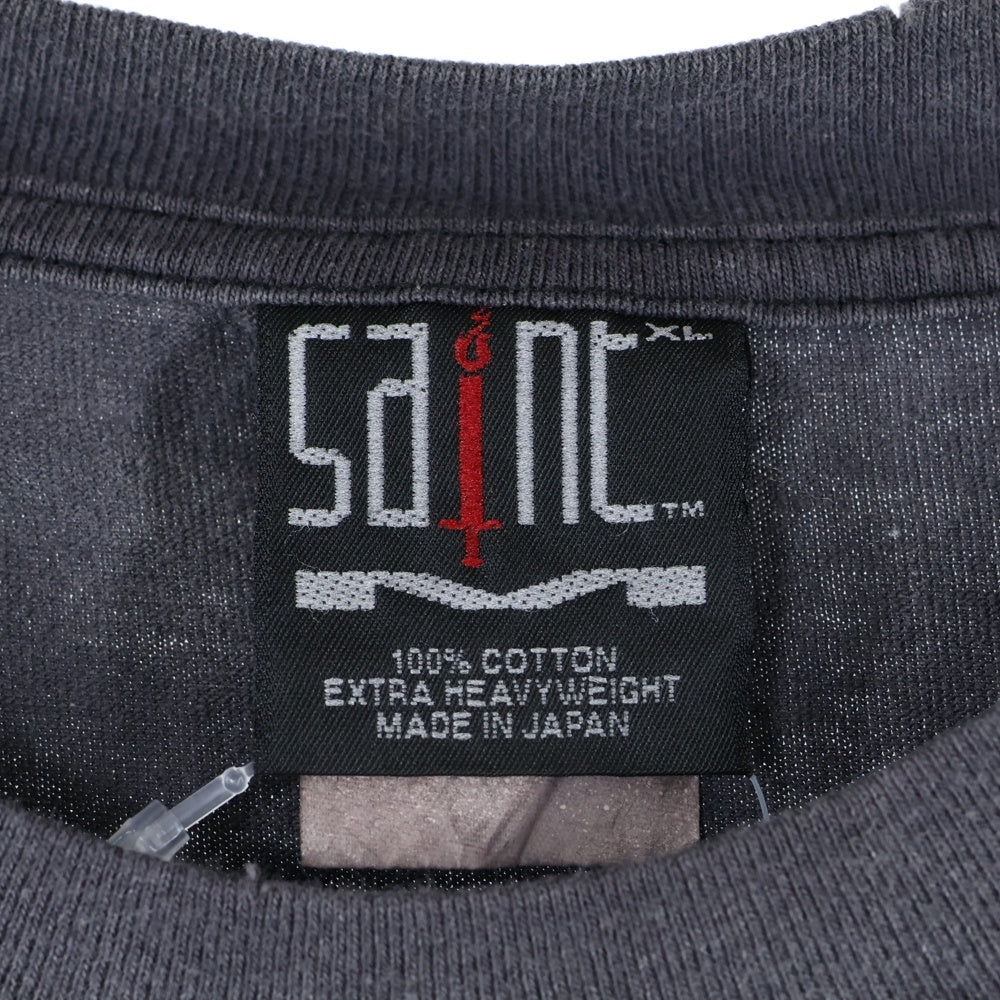 SaINt XL
TM
100% COTTON
EXTRA HEAVYWEIGHT
MADE IN JAPAN